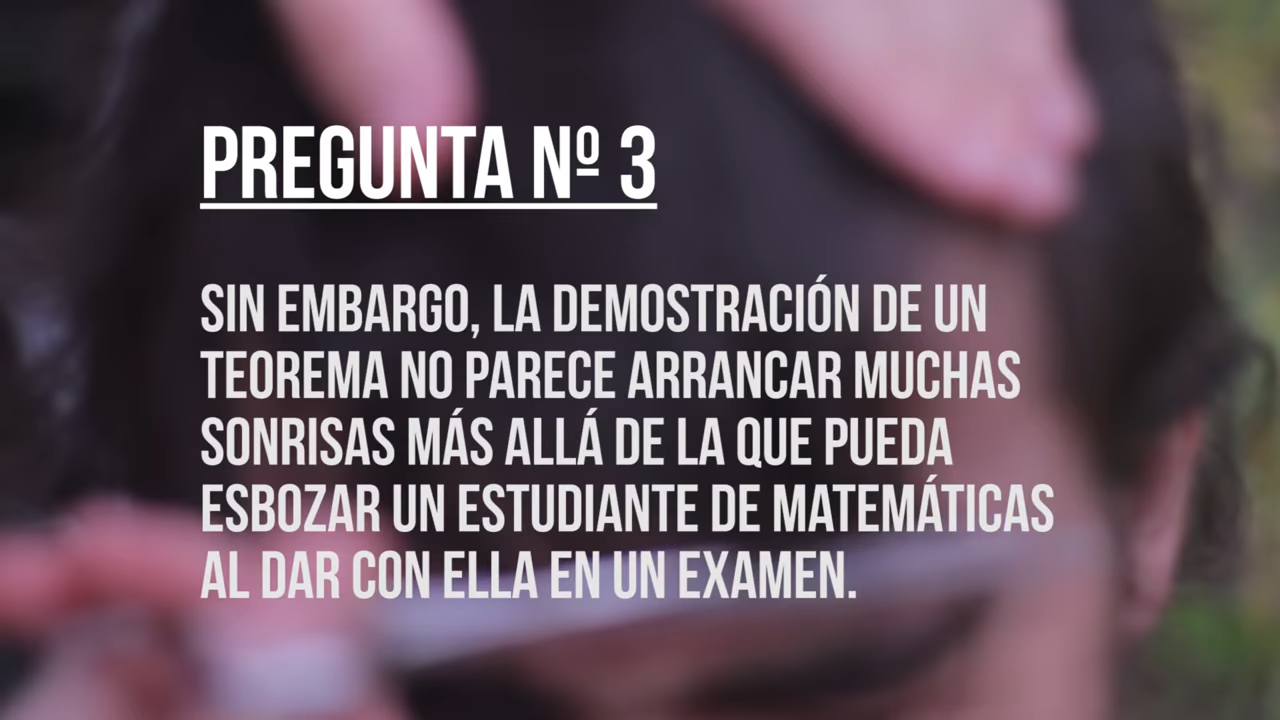 PREGUNTA Nº 3
SIN EMBARGO, LA DEMOSTRACIÓN DE UN
TEOREMA NO PARECE ARRANCAR MUCHAS
SONRISAS MÁS ALLÁ DE LA QUE PUEDA
ESBOZAR UN ESTUDIANTE DE MATEMÁTICAS
AL DAR CON ELLA EN UN EXAMEN.